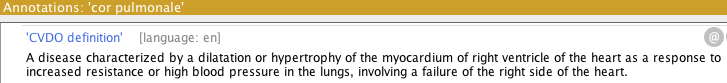 Annotations: 'cor pulmonale'
'CVDO definition' [language: en]
@
A disease characterized by a dilatation or hypertrophy of the myocardium of right ventricle of the heart as a response to
increased resistance or high blood pressure in the lungs, involving a failure of the right side of the heart.